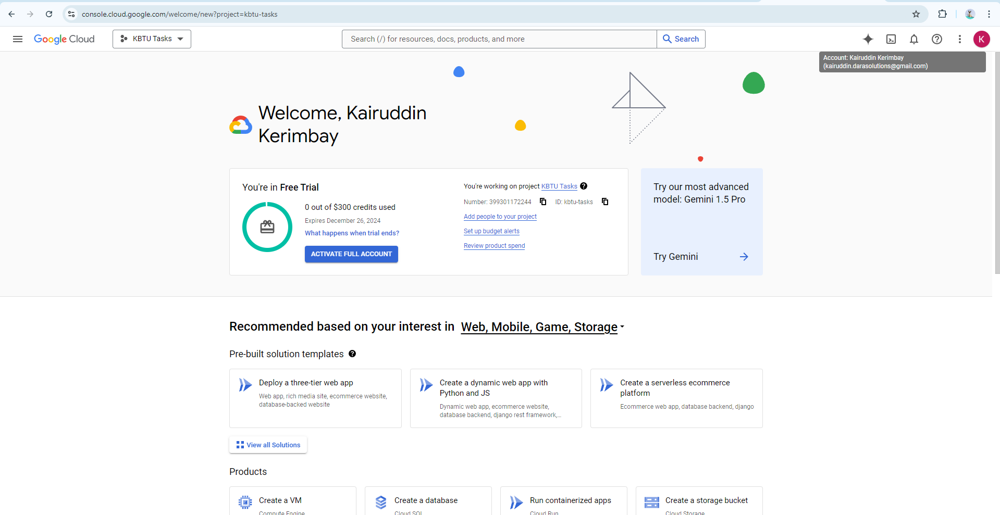 console.cloud.google.com/welcome/new?project=kbtu-tasks
Google Cloud
KBTU Tasks
Search (/) for resources, docs, products, and more
Search
K
Account: Kairuddin Kerimbay
(kairuddin.darasolutions@gmail.com)
Welcome, Kairuddin
Kerimbay
You're in Free Trial
0 out of $300 credits used
Expires December 26, 2024
What happens when trial ends?
ACTIVATE FULL ACCOUNT
You're working on project KBTU Tasks
Number: 399301172244
ID: kbtu-tasks
Add people to your project
Set up budget alerts
Review product spend
Try our most advanced
model: Gemini 1.5 Pro
Try Gemini
Recommended based on your interest in Web, Mobile, Game, Storage
Pre-built solution templates
Deploy a three-tier web app
Web app, rich media site, ecommerce website,
database-backed website
Create a dynamic web app with
Python and JS
Dynamic web app, ecommerce website,
database backend, django rest framework,...
Create a serverless ecommerce
platform
Ecommerce web app, database backend, django
View all Solutions
Products
Create a VM
Compute Engine
Create a database
Cloud SQL
Run containerized apps
Cloud Run
Create a storage bucket
Cloud Storage